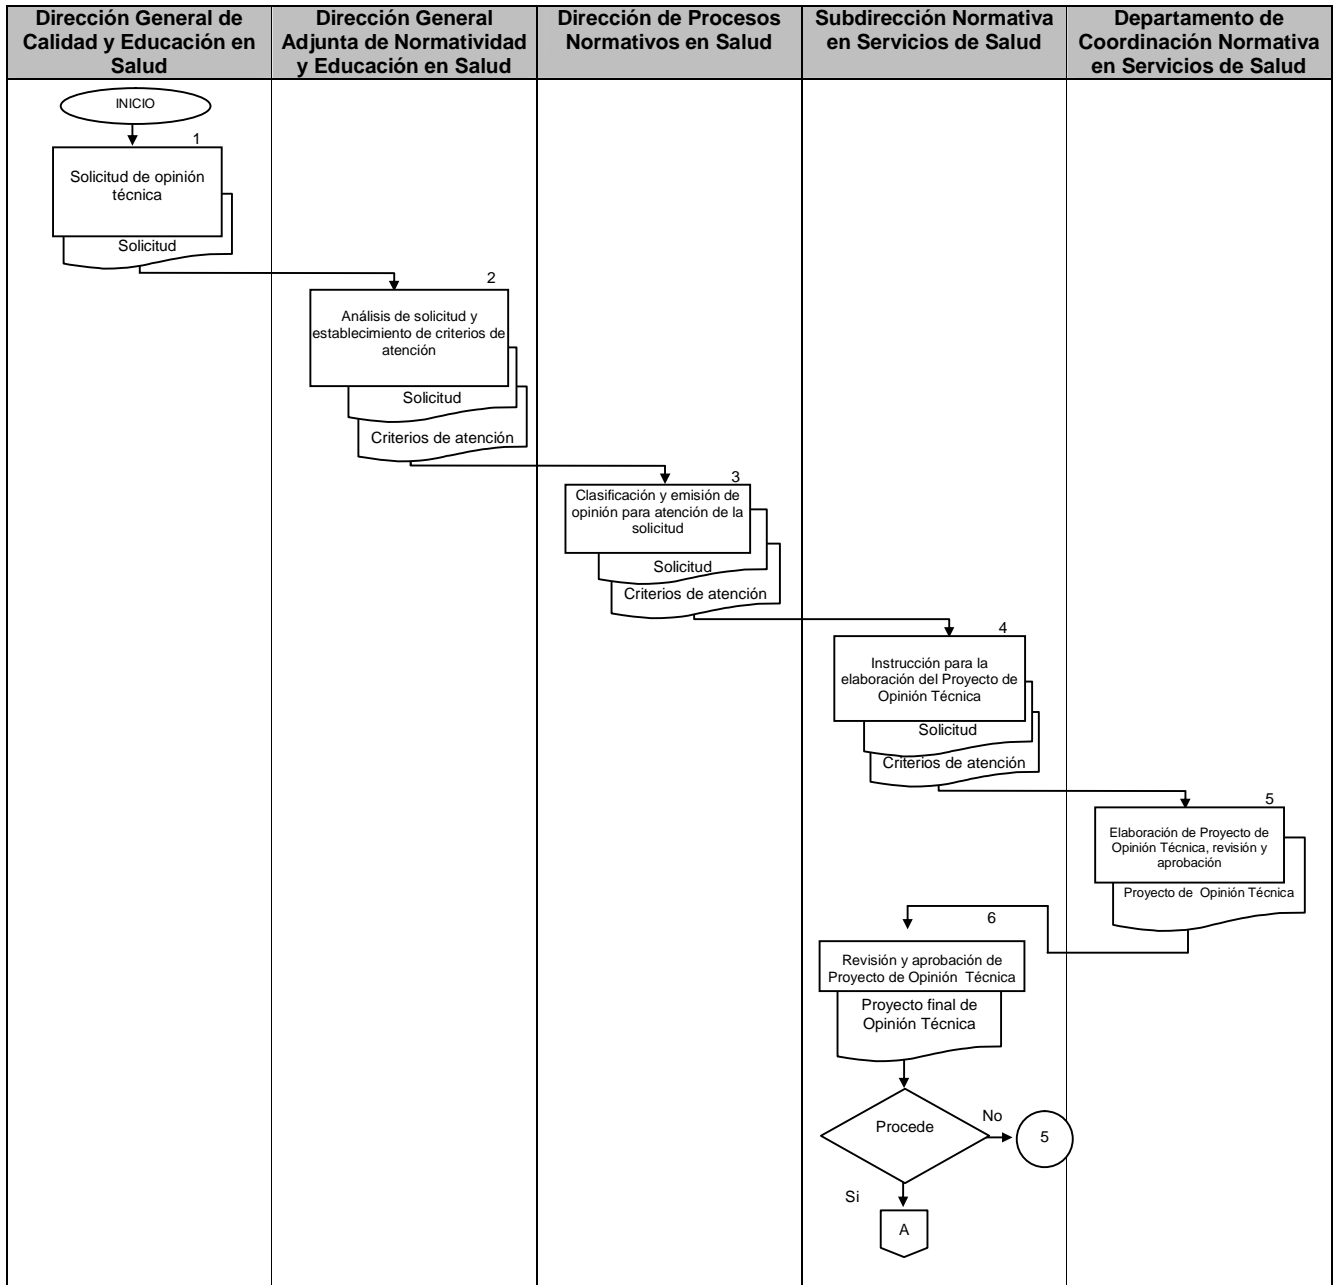 Dirección General de
Calidad y Educación en
Salud
Dirección General
Adjunta de Normatividad
y Educación en Salud
Dirección de Procesos
Normativos en Salud
Subdirección Normativa
en Servicios de Salud
Departamento de
Coordinación Normativa
en Servicios de Salud
INICIO
1
Solicitud de opinión
técnica
Solicitud
2
Análisis de solicitud y
establecimiento de criterios de
atención
Solicitud
Criterios de atención
3
Clasificación y emisión de
opinión para atención de la
solicitud
Solicitud
Criterios de atención
4
Instrucción para la
elaboración del Proyecto de
Opinión Técnica
Solicitud
Criterios de atención
5
Elaboración de Proyecto de
Opinión Técnica, revisión y
aprobación
Proyecto de Opinión Técnica
6
Revisión y aprobación de
Proyecto de Opinión Técnica
Proyecto final de
Opinión Técnica
Procede
No
5
Si
A